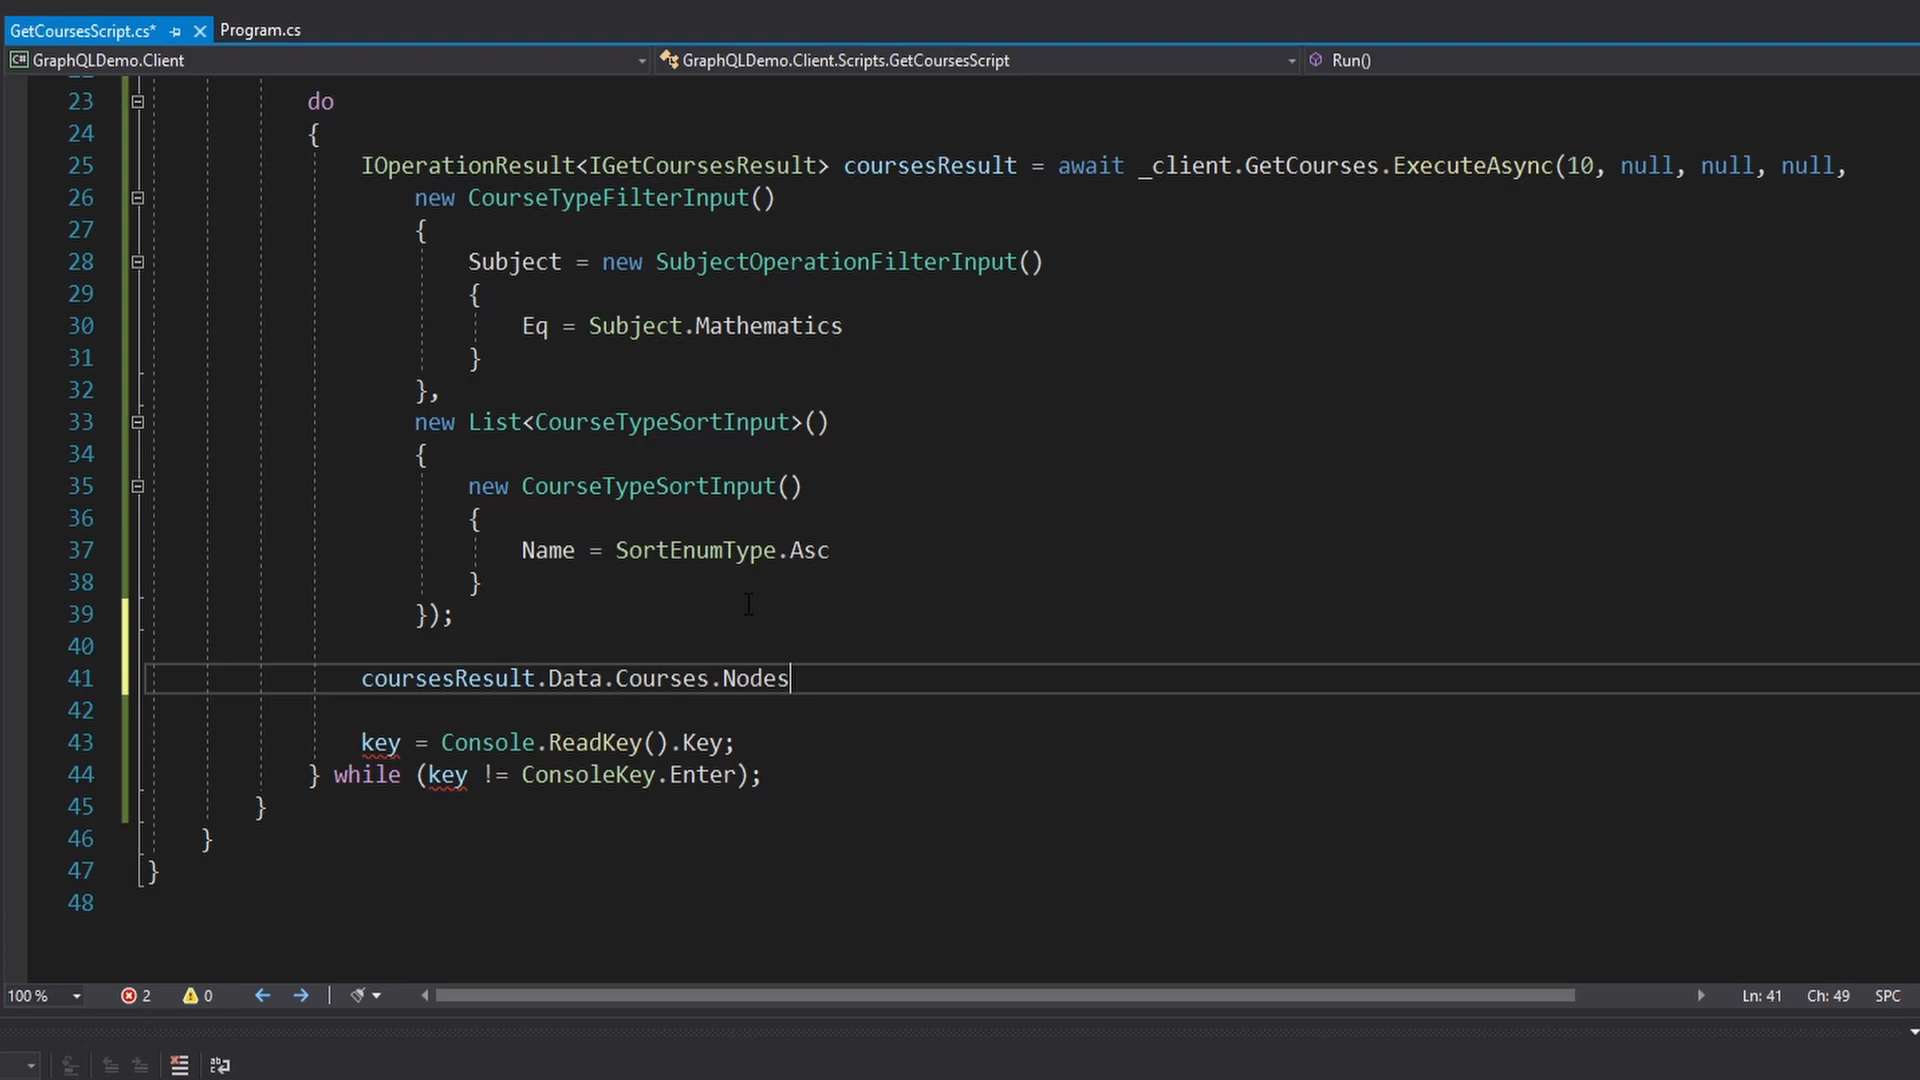 GetCoursesScript.cs* Program.cs
C# GraphQLDemo.Client GraphQLDemo.Client.Scripts.GetCoursesScript Run()
23 do
24 {
25 IOperationResult<IGetCoursesResult> coursesResult = await _client.GetCourses.ExecuteAsync(10, null, null, null,
26 new CourseTypeFilterInput()
27 {
28 Subject = new SubjectOperationFilterInput()
29 {
30 Eq = Subject.Mathematics
31 }
32 },
33 new List<CourseTypeSortInput>()
34 {
35 new CourseTypeSortInput()
36 {
37 Name = SortEnumType.Asc
38 }
39 });
40
41 coursesResult.Data.Courses.Nodes
42
43 key = Console.ReadKey().Key;
44 } while (key != ConsoleKey.Enter);
45 }
46 }
47 }
48
100 % 2 0 Ln: 41 Ch: 49 SPC